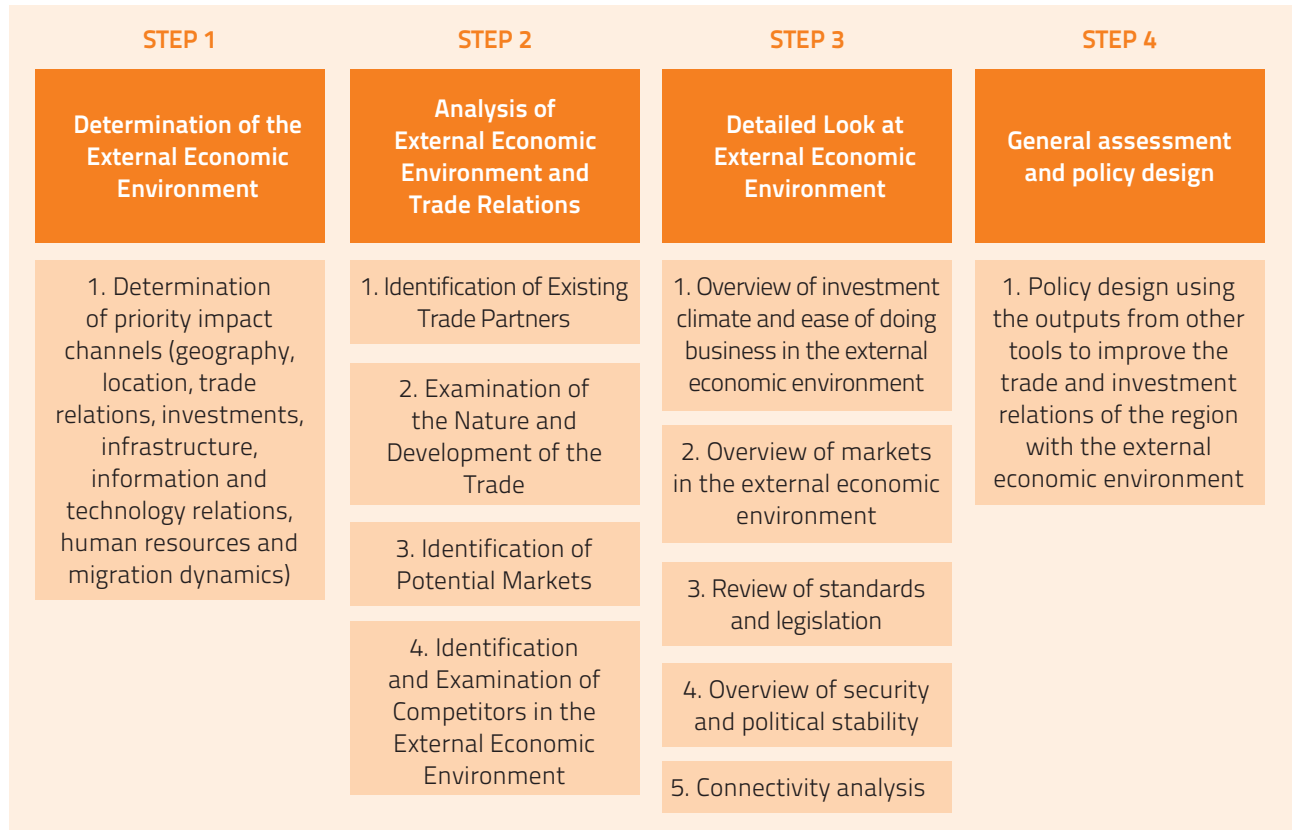 STEP 1
Determination of the
External Economic
Environment
1. Determination
of priority impact
channels (geography,
location, trade
relations, investments,
infrastructure,
information and
technology relations,
human resources and
migration dynamics)
STEP 2
Analysis of
External Economic
Environment and
Trade Relations
1. Identification of Existing
Trade Partners
2. Examination of
the Nature and
Development of the
Trade
3. Identification of
Potential Markets
4. Identification
and Examination of
Competitors in the
External Economic
Environment
STEP 3
Detailed Look at
External Economic
Environment
1. Overview of investment
climate and ease of doing
business in the external
economic environment
2. Overview of markets
in the external economic
environment
3. Review of standards
and legislation
4. Overview of security
and political stability
5. Connectivity analysis
STEP 4
General assessment
and policy design
1. Policy design using
the outputs from other
tools to improve the
trade and investment
relations of the region
with the external
economic environment